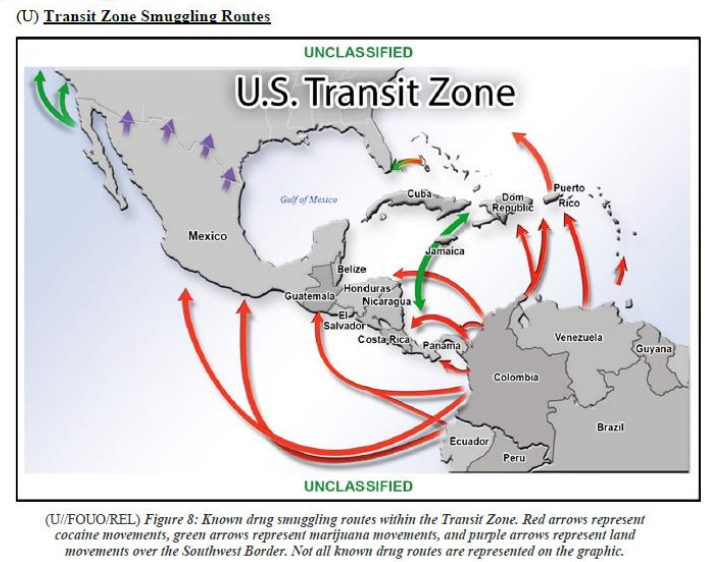 (U) Transit Zone Smuggling Routes
UNCLASSIFIED
U.S. Transit Zone
Gulf of Mexico
Cuba
Dom
Republic
Puerto
Rico
Jamaica
Mexico
Belize
Honduras
Guatemala
Nicaragua
El
Salvador
Costa Rica
Panama
Venezuela
Guyana
Colombia
Brazil
Ecuador
Peru
UNCLASSIFIED
(U//FOUO/REL) Figure 8: Known drug smuggling routes within the Transit Zone. Red arrows represent
cocaine movements, green arrows represent marijuana movements, and purple arrows represent land
movements over the Southwest Border. Not all known drug routes are represented on the graphic.